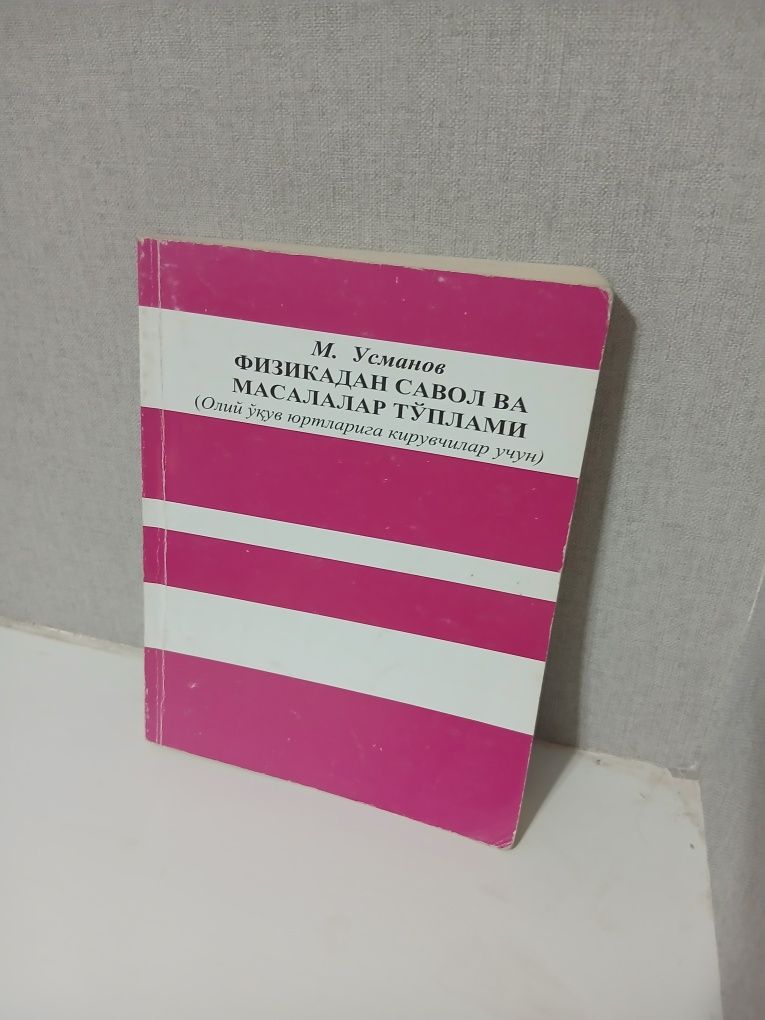 М. Усманов
ФИЗИКАДАН САВОЛ ВА
МАСАЛАЛАР ТЎПЛАМИ
(Олий ўқув юртларига кирувчилар учун)